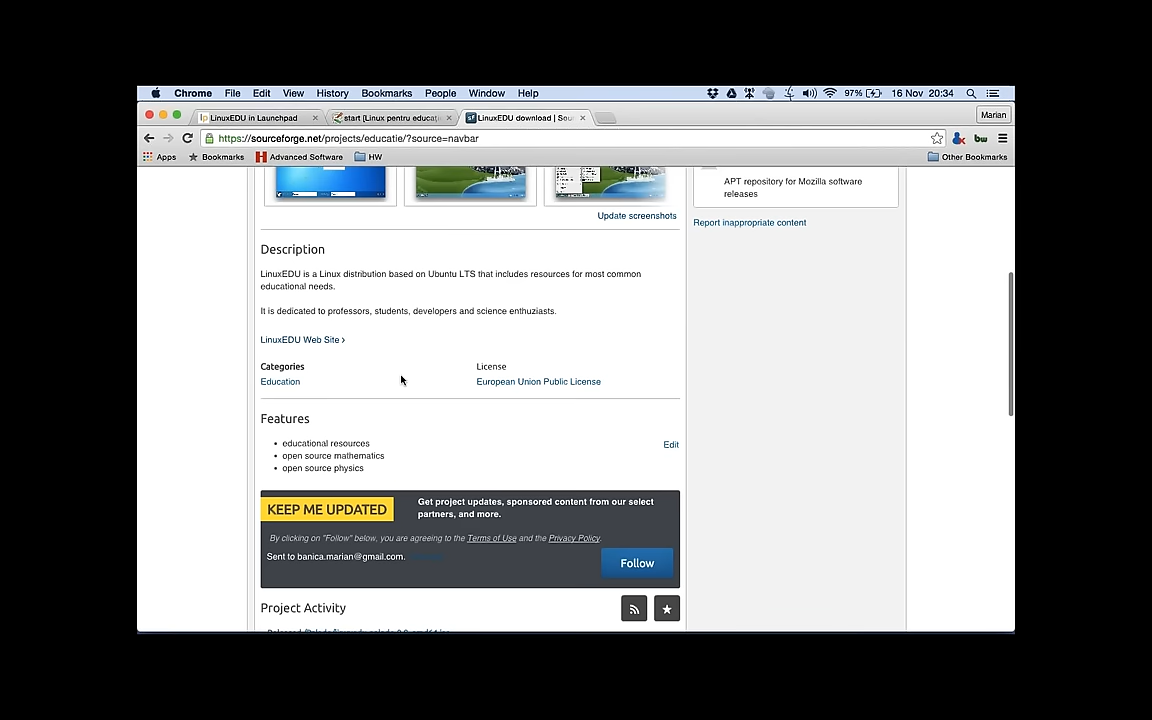 Chrome File Edit View History Bookmarks People Window Help 97% 16 Nov 20:34
LinuxEDU in Launchpad start [Linux pentru educați LinuxEDU download | Sou Marian
https://sourceforge.net/projects/educatie/?source=navbar
Apps Bookmarks Advanced Software HW Other Bookmarks
APT repository for Mozilla software
releases
Update screenshots
Report inappropriate content
Description
LinuxEDU is a Linux distribution based on Ubuntu LTS that includes resources for most common
educational needs.
It is dedicated to professors, students, developers and science enthuziasts.
LinuxEDU Web Site ›
Categories
Education
License
European Union Public License
Features
• educational resources
• open source mathematics
• open source physics
Edit
KEEP ME UPDATED
Get project updates, sponsored content from our select
partners, and more.
By clicking on "Follow" below, you are agreeing to the Terms of Use and the Privacy Policy.
Sent to banica.marian@gmail.com.
Follow
Project Activity